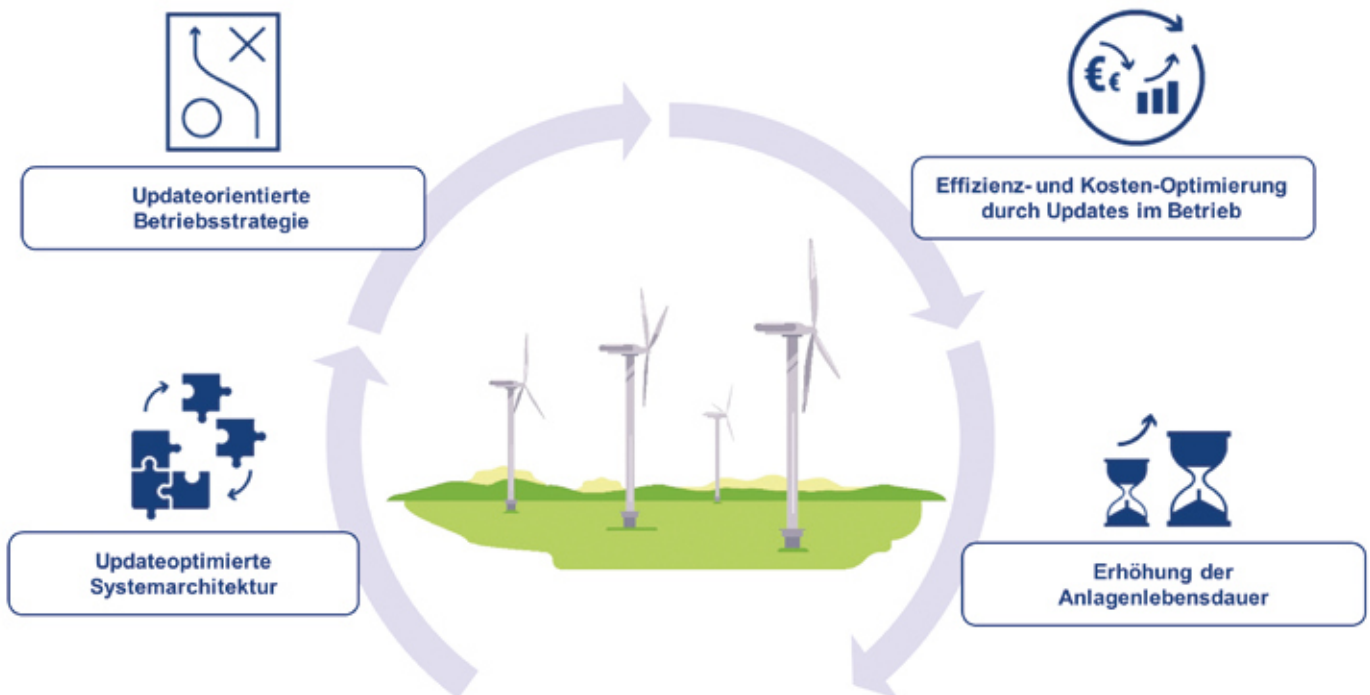 Updateorientierte
Betriebsstrategie
€ €
Effizienz- und Kosten-Optimierung
durch Updates im Betrieb
Updateoptimierte
Systemarchitektur
Erhöhung der
Anlagenlebensdauer